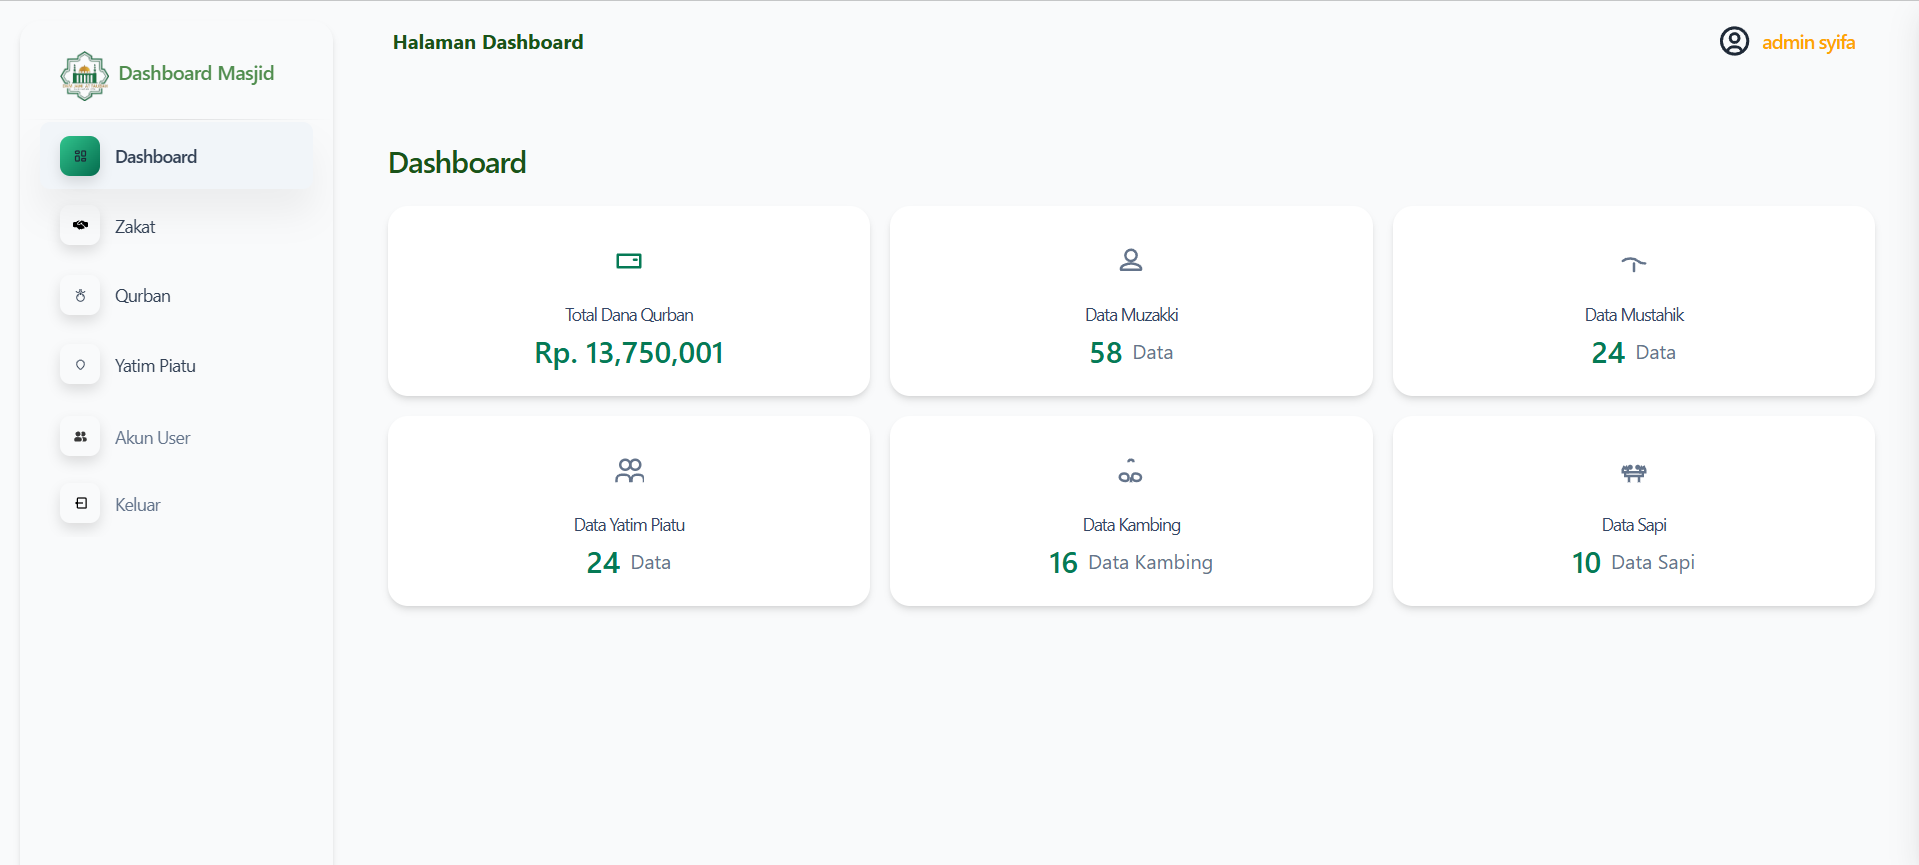 Dashboard Masjid
Dashboard
Zakat
Qurban
Yatim Piatu
Akun User
Keluar
Halaman Dashboard
admin syifa
Dashboard
Total Dana Qurban
Rp. 13,750,001
Data Muzakki
58 Data
Data Mustahik
24 Data
Data Yatim Piatu
24 Data
Data Kambing
16 Data Kambing
Data Sapi
10 Data Sapi